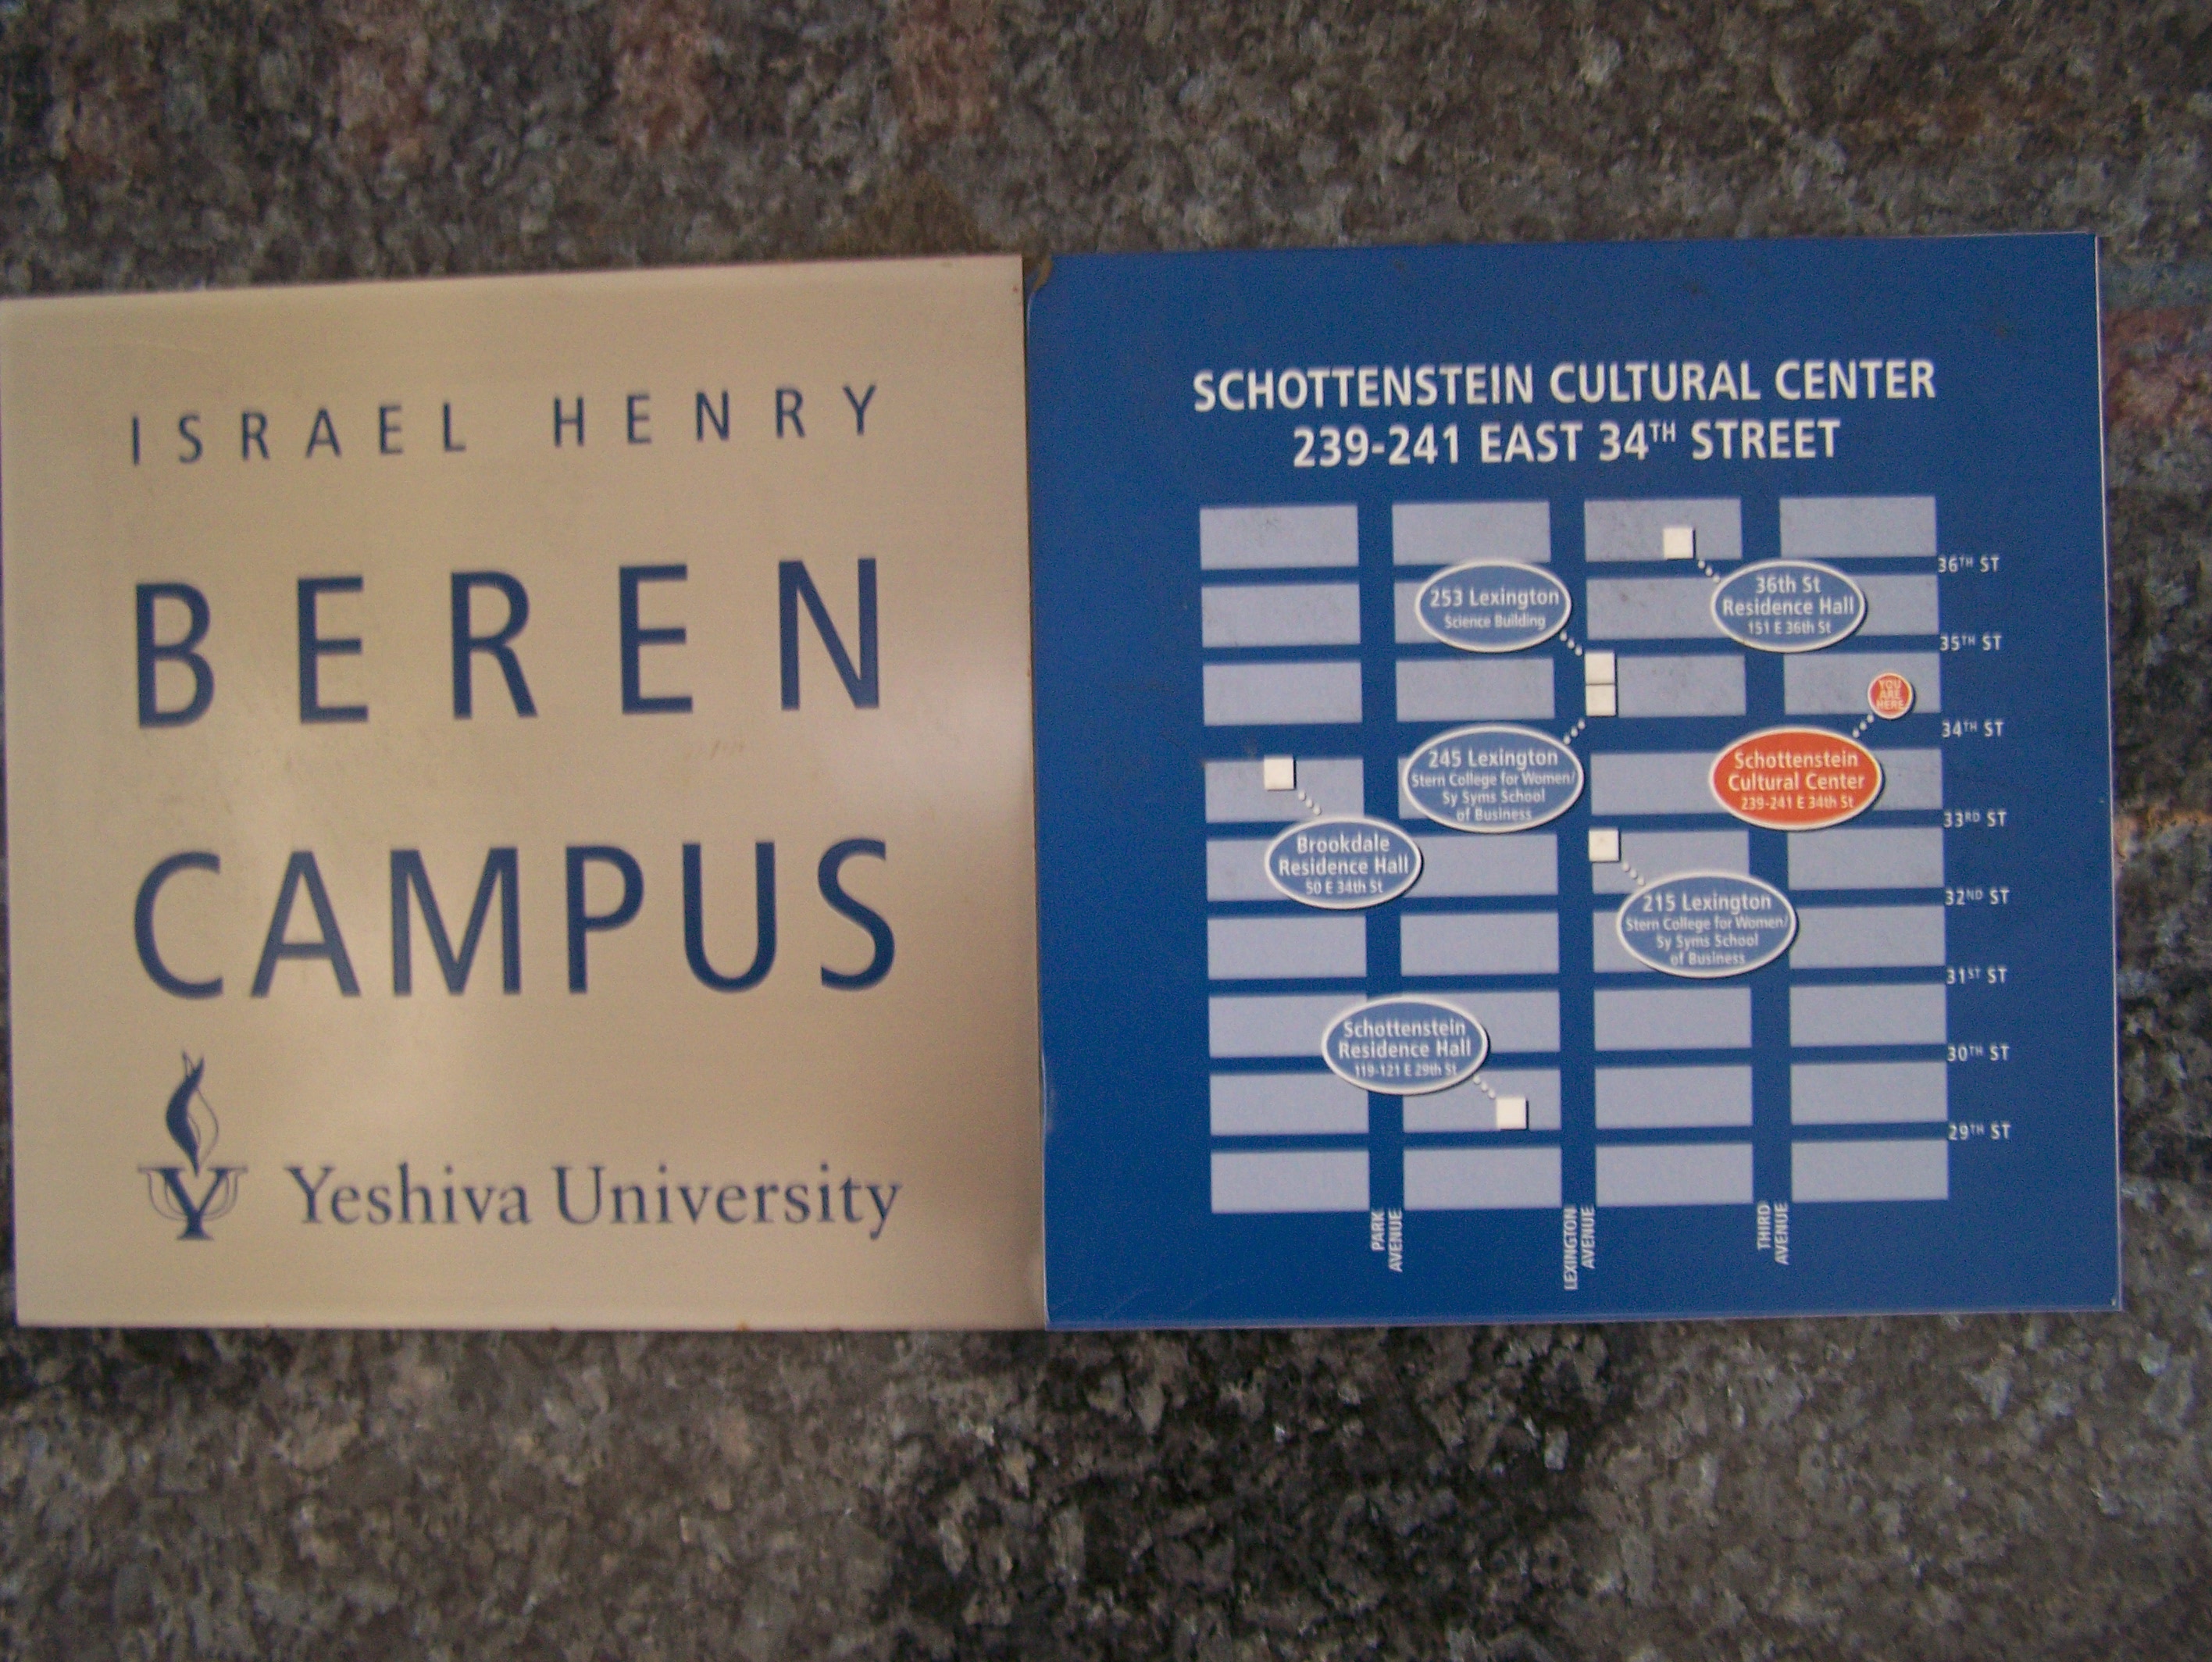 ISRAEL HENRY
BEREN
CAMPUS
Yeshiva University
SCHOTTENSTEIN CULTURAL CENTER
239-241 EAST 34TH STREET
36TH ST
253 Lexington
Science Building
36th St
Residence Hall
151 E 36th St
35TH ST
YOU
ARE
HERE
34TH ST
245 Lexington
Stern College for Women/
Sy Syms School
of Business
Schottenstein
Cultural Center
239-241 E 34th St
33RD ST
Brookdale
Residence Hall
50 E 34th St
32ND ST
215 Lexington
Stern College for Women/
Sy Syms School
of Business
31ST ST
Schottenstein
Residence Hall
119-121 E 29th St
30TH ST
29TH ST
PARK
AVENUE
LEXINGTON
AVENUE
THIRD
AVENUE